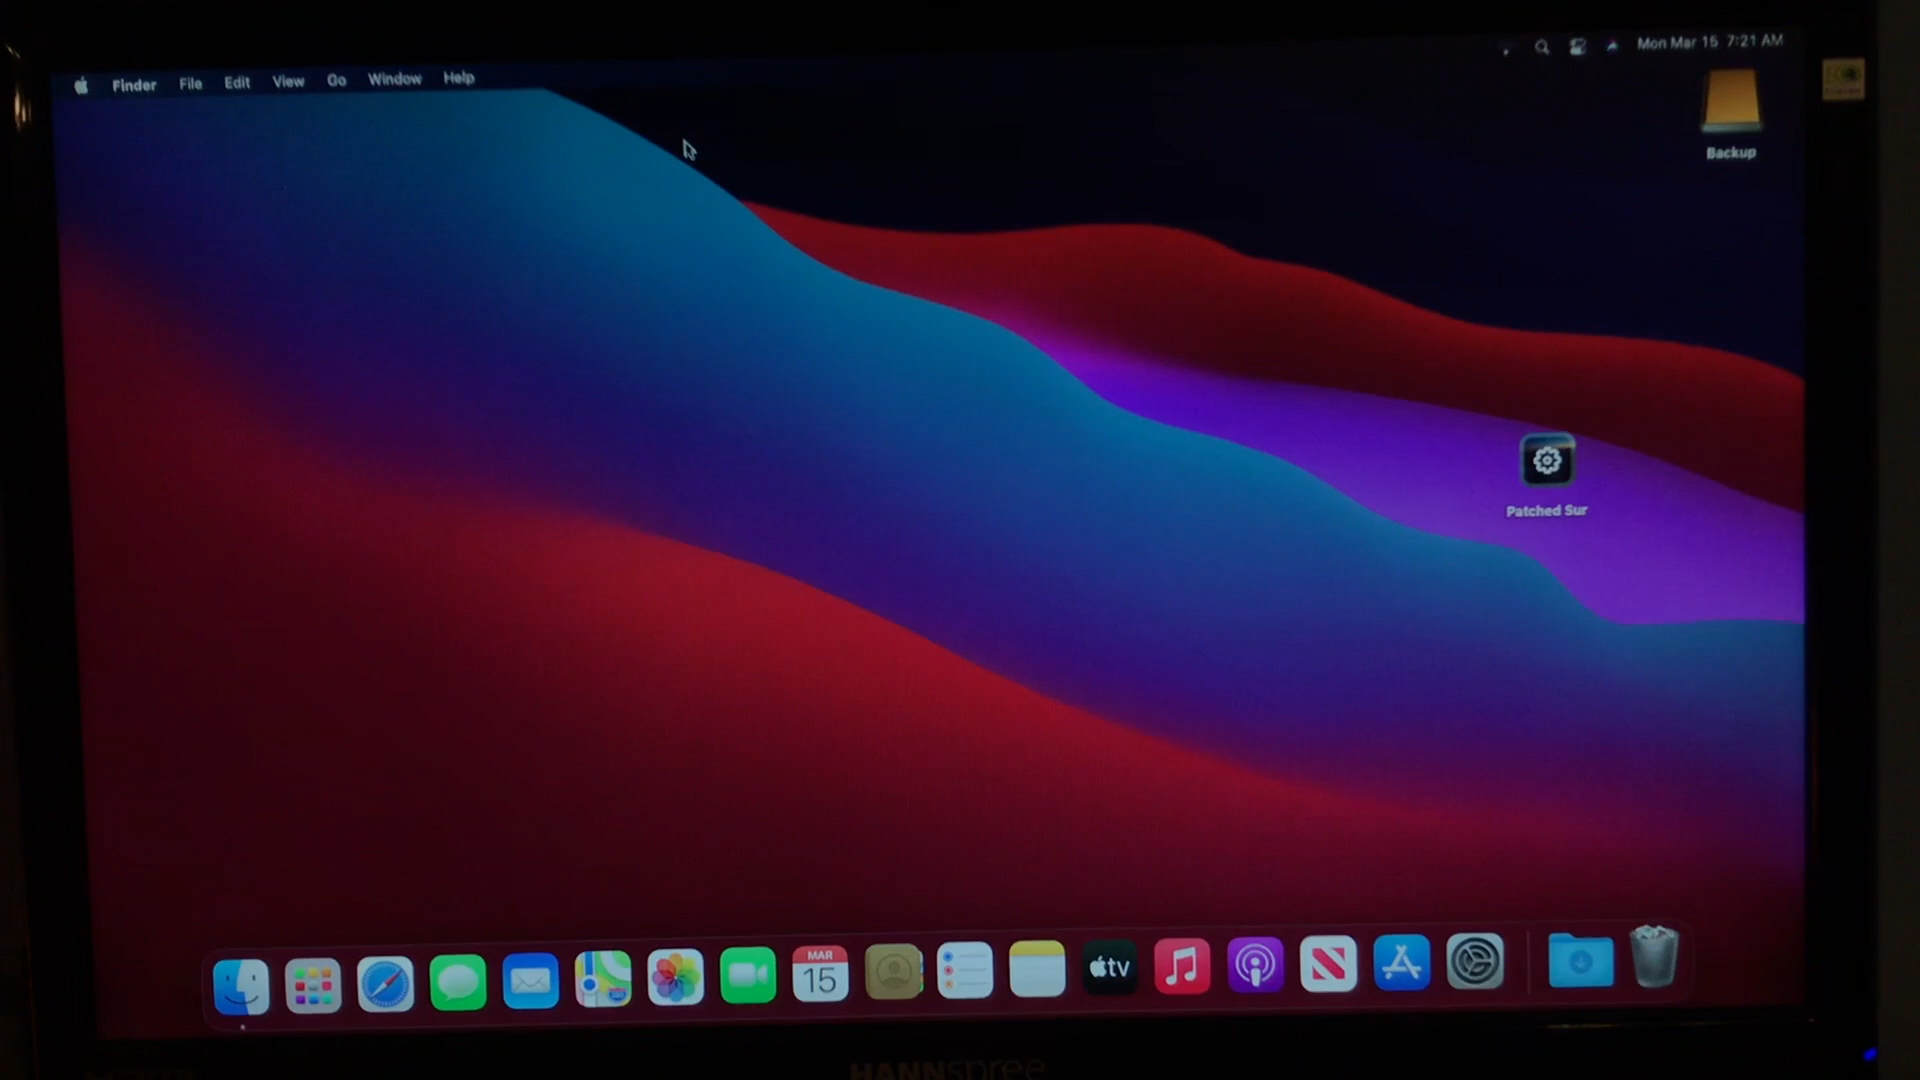 Finder File Edit View Go Window Help
Mon Mar 15 7:21 AM
Backup
Patched Sur
MAR
15
tv
HANNspree